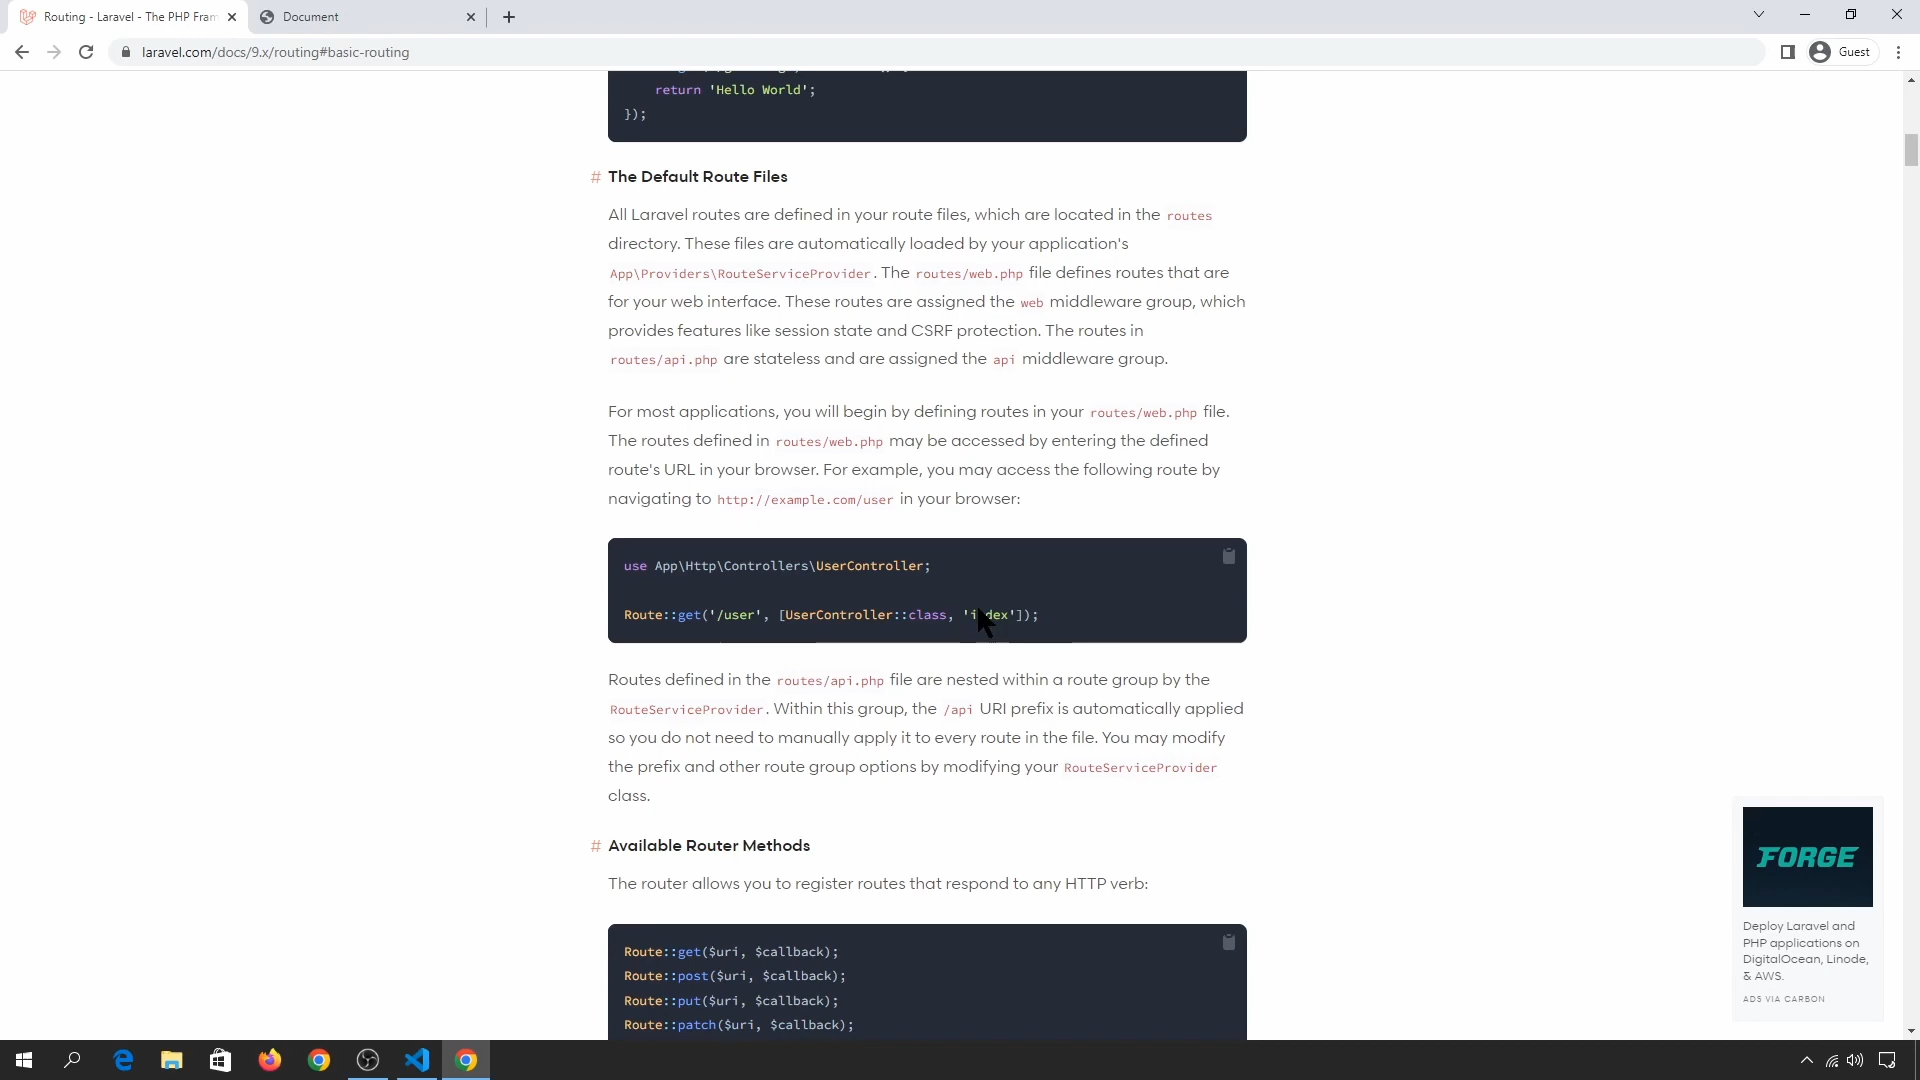 Routing - Laravel - The PHP Fram
Document
laravel.com/docs/9.x/routing#basic-routing
Guest
return 'Hello World';
});
# The Default Route Files
All Laravel routes are defined in your route files, which are located in the routes
directory. These files are automatically loaded by your application's
App\Providers\RouteServiceProvider. The routes/web.php file defines routes that are
for your web interface. These routes are assigned the web middleware group, which
provides features like session state and CSRF protection. The routes in
routes/api.php are stateless and are assigned the api middleware group.
For most applications, you will begin by defining routes in your routes/web.php file.
The routes defined in routes/web.php may be accessed by entering the defined
route's URL in your browser. For example, you may access the following route by
navigating to http://example.com/user in your browser:
use App\Http\Controllers\UserController;
Route::get('/user', [UserController::class, 'index']);
Routes defined in the routes/api.php file are nested within a route group by the
RouteServiceProvider. Within this group, the /api URI prefix is automatically applied
so you do not need to manually apply it to every route in the file. You may modify
the prefix and other route group options by modifying your RouteServiceProvider
class.
# Available Router Methods
The router allows you to register routes that respond to any HTTP verb:
Route::get($uri, $callback);
Route::post($uri, $callback);
Route::put($uri, $callback);
Route::patch($uri, $callback);
FORGE
Deploy Laravel and
PHP applications on
DigitalOcean, Linode,
& AWS.
ADS VIA CARBON